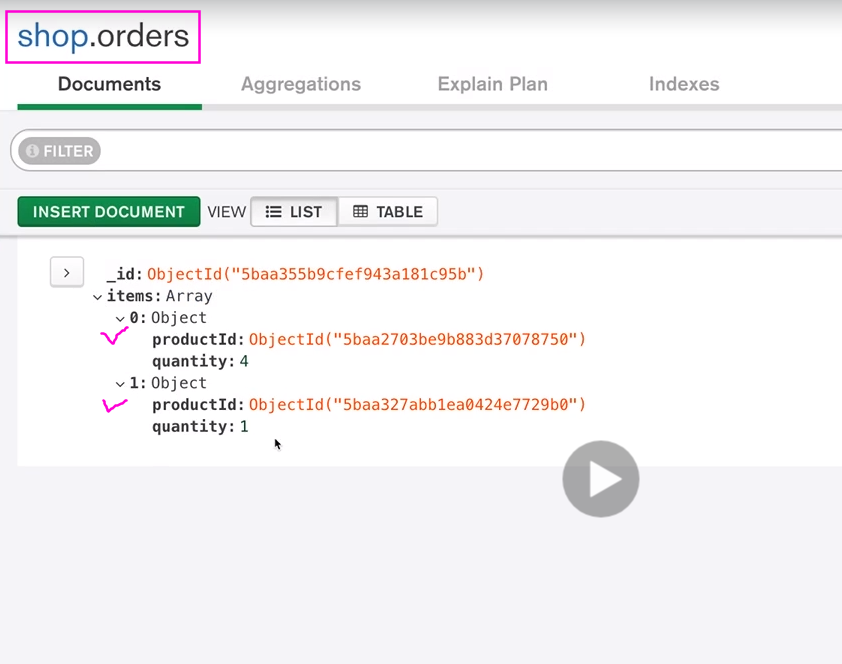 shop.orders
Documents Aggregations Explain Plan Indexes
FILTER
INSERT DOCUMENT VIEW LIST TABLE
_id: ObjectId("5baa355b9cfef943a181c95b")
items: Array
0: Object
productId: ObjectId("5baa2703be9b883d37078750")
quantity: 4
1: Object
productId: ObjectId("5baa327abb1ea0424e7729b0")
quantity: 1